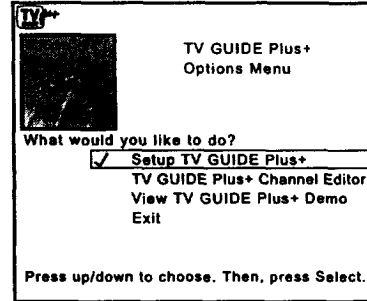 TV
TV GUIDE Plus+
Options Menu
What would you like to do?
✓ Setup TV GUIDE Plus+
TV GUIDE Plus+ Channel Editor
View TV GUIDE Plus+ Demo
Exit
Press up/down to choose. Then, press Select.